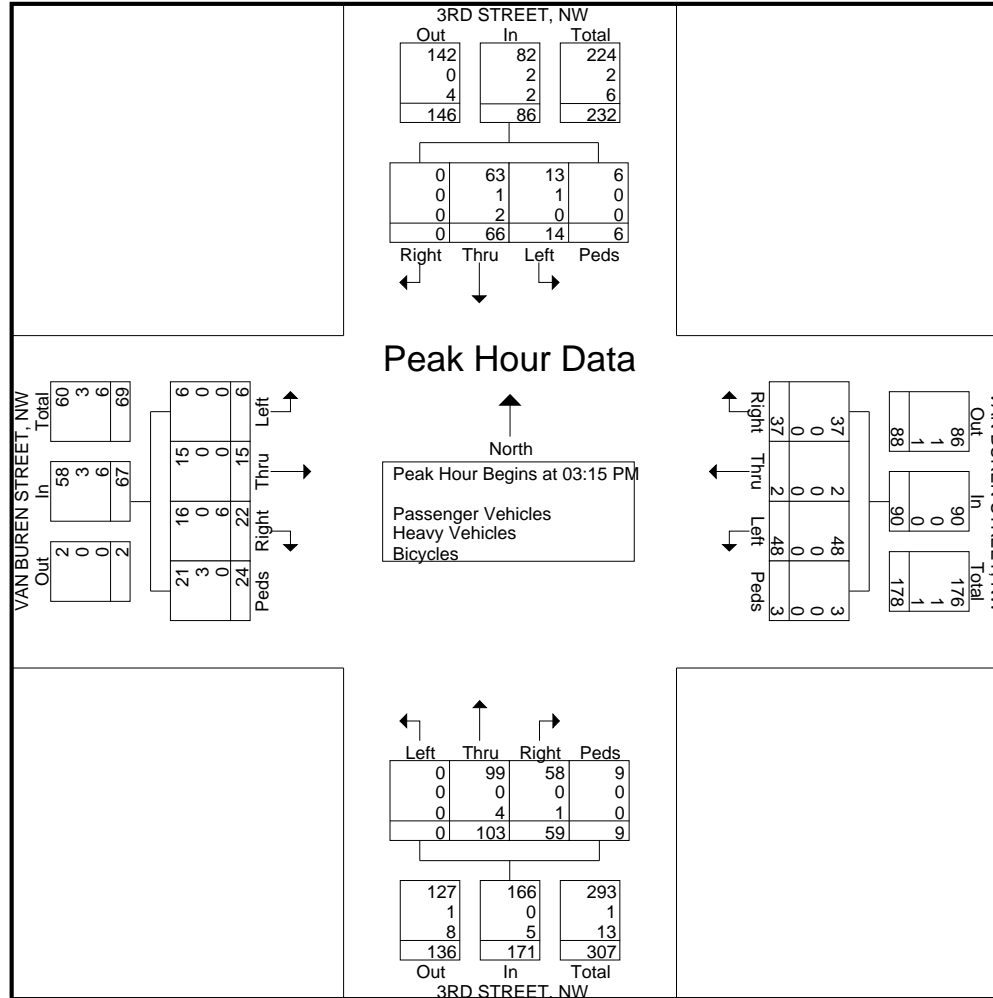 3RD STREET, NW
Out In Total
142 82 224
0 2 2
4 2 6
146 86 232
0 63 13 6
0 1 1 0
0 2 0 0
0 66 14 6
Right Thru Left Peds
Peak Hour Data
North
Peak Hour Begins at 03:15 PM
Passenger Vehicles
Heavy Vehicles
Bicycles
VAN BUREN STREET, NW
Total In Out
60 3 6 69
58 3 6 67
2 0 0 2
6 0 0 6
15 0 0 15
16 0 6 22
21 3 0 24
Left Thru Right Peds
Right Thru Left Peds
37 0 0 37
2 0 0 2
48 0 0 48
3 0 0 3
Out In Total
86 1 1 88
90 0 0 90
176 1 1 178
Left Thru Right Peds
0 99 58 9
0 0 0 0
0 4 1 0
0 103 59 9
127 166 293
1 0 1
8 5 13
136 171 307
Out In Total
3RD STREET, NW